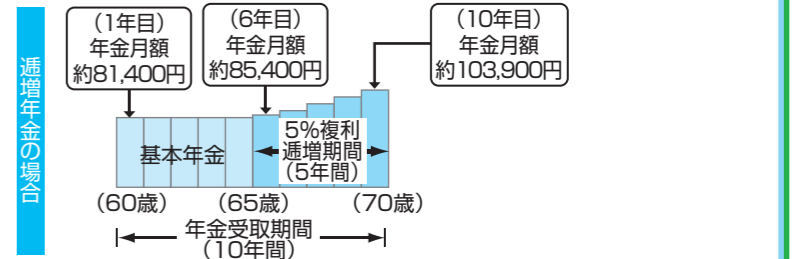 逓増年金の場合
（1年目）
年金月額
約81,400円
（6年目）
年金月額
約85,400円
（10年目）
年金月額
約103,900円
基本年金
5%複利
逓増期間
（5年間）
（60歳）
（65歳）
（70歳）
年金受取期間
（10年間）